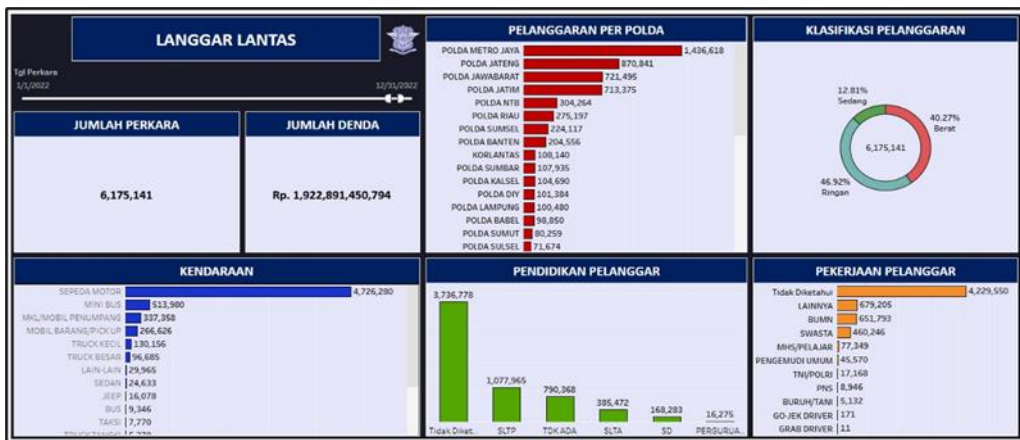 LANGGAR LANTAS
Tgl Perkara
1/1/2022
12/31/2022
JUMLAH PERKARA
6,175,141
JUMLAH DENDA
Rp. 1,922,891,450,794
PELANGGARAN PER POLDA
POLDA METRO JAYA 1,436,618
POLDA JATENG 870,841
POLDA JAWABARAT 721,495
POLDA JATIM 713,375
POLDA NTB 304,264
POLDA RIAU 275,197
POLDA SUMSEL 224,117
POLDA BANTEN 204,556
KORLANTAS 108,140
POLDA SUMBAR 107,935
POLDA KALSEL 104,690
POLDA DIY 101,384
POLDA LAMPUNG 100,480
POLDA BABEL 98,850
POLDA SUMUT 80,259
POLDA SULSEL 71,674
KLASIFIKASI PELANGGARAN
12.81%
Sedang
40.27%
Berat
6,175,141
46.92%
Ringan
KENDARAAN
SEPEDA MOTOR 4,726,280
MINI BUS 513,980
MKL/MOBIL PENUMPANG 337,358
MOBIL BARANG/PICK UP 266,626
TRUCK KECIL 130,156
TRUCK BESAR 96,685
LAIN-LAIN 29,965
SEDAN 24,633
JEEP 16,078
BUS 9,346
TAKSI 7,770
PENDIDIKAN PELANGGAR
3,736,778
1,077,965
790,368
385,472
168,283
16,275
Tidak Diket.. SLTP TDK ADA SLTA SD PERGURUA..
PEKERJAAN PELANGGAR
Tidak Diketahui 4,229,550
LAINNYA 679,205
BUMN 651,793
SWASTA 460,246
MHS/PELAJAR 77,349
PENGEMUDI UMUM 45,570
TNI/POLRI 17,168
PNS 8,946
BURUH/TANI 5,132
GO-JEK DRIVER 171
GRAB DRIVER 11